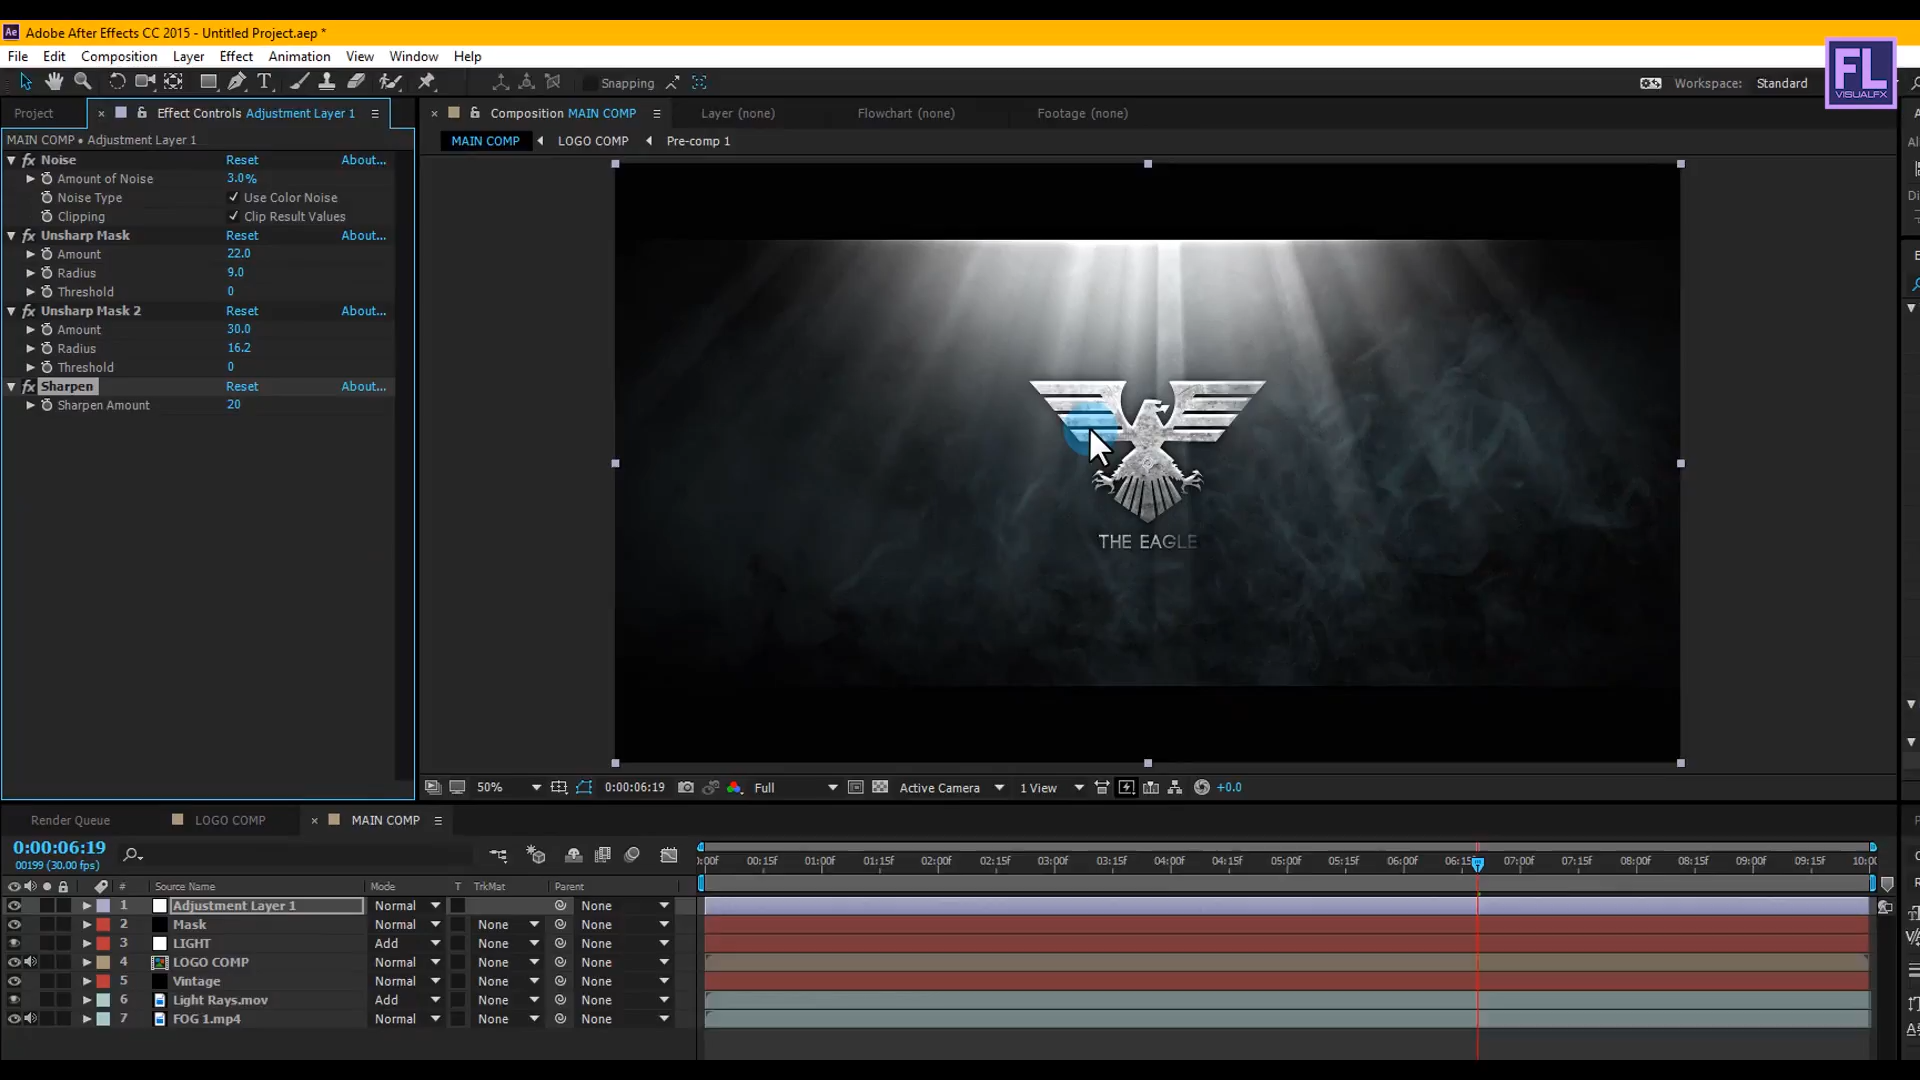 Ae Adobe After Effects CC 2015 - Untitled Project.aep *
File Edit Composition Layer Effect Animation View Window Help
FL
VISUALFX
Snapping
Workspace: Standard
Project
Effect Controls Adjustment Layer 1
Composition MAIN COMP
Layer (none)
Flowchart (none)
Footage (none)
MAIN COMP • Adjustment Layer 1
MAIN COMP LOGO COMP Pre-comp 1
fx Noise Reset About...
Amount of Noise 3.0%
Noise Type Use Color Noise
Clipping Clip Result Values
fx Unsharp Mask Reset About...
Amount 22.0
Radius 9.0
Threshold 0
fx Unsharp Mask 2 Reset About...
Amount 30.0
Radius 16.2
Threshold 0
fx Sharpen Reset About...
Sharpen Amount 20
THE EAGLE
50% 0:00:06:19 Full Active Camera 1 View +0.0
Render Queue LOGO COMP MAIN COMP
0:00:06:19
00199 (30.00 fps)
:00f 00:15f 01:00f 01:15f 02:00f 02:15f 03:00f 03:15f 04:00f 04:15f 05:00f 05:15f 06:00f 06:15f 07:00f 07:15f 08:00f 08:15f 09:00f 09:15f 10:00f
# Source Name Mode T TrkMat Parent
1 Adjustment Layer 1 Normal None
2 Mask Normal None None
3 LIGHT Add None None
4 LOGO COMP Normal None None
5 Vintage Normal None None
6 Light Rays.mov Add None None
7 FOG 1.mp4 Normal None None